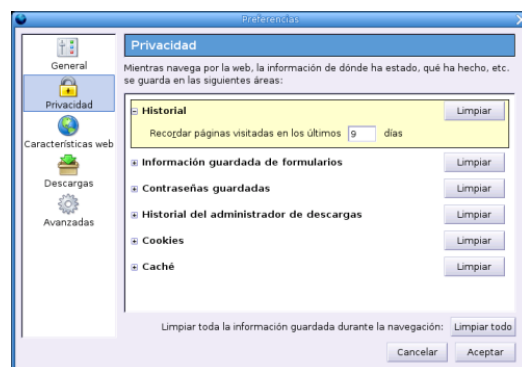 Preferencias
General
Privacidad
Características web
Descargas
Avanzadas
Privacidad
Mientras navega por la web, la información de dónde ha estado, qué ha hecho, etc.
se guarda en las siguientes áreas:
Historial Limpiar
Recordar páginas visitadas en los últimos 9 días
Información guardada de formularios Limpiar
Contraseñas guardadas Limpiar
Historial del administrador de descargas Limpiar
Cookies Limpiar
Caché Limpiar
Limpiar toda la información guardada durante la navegación: Limpiar todo
Cancelar Aceptar